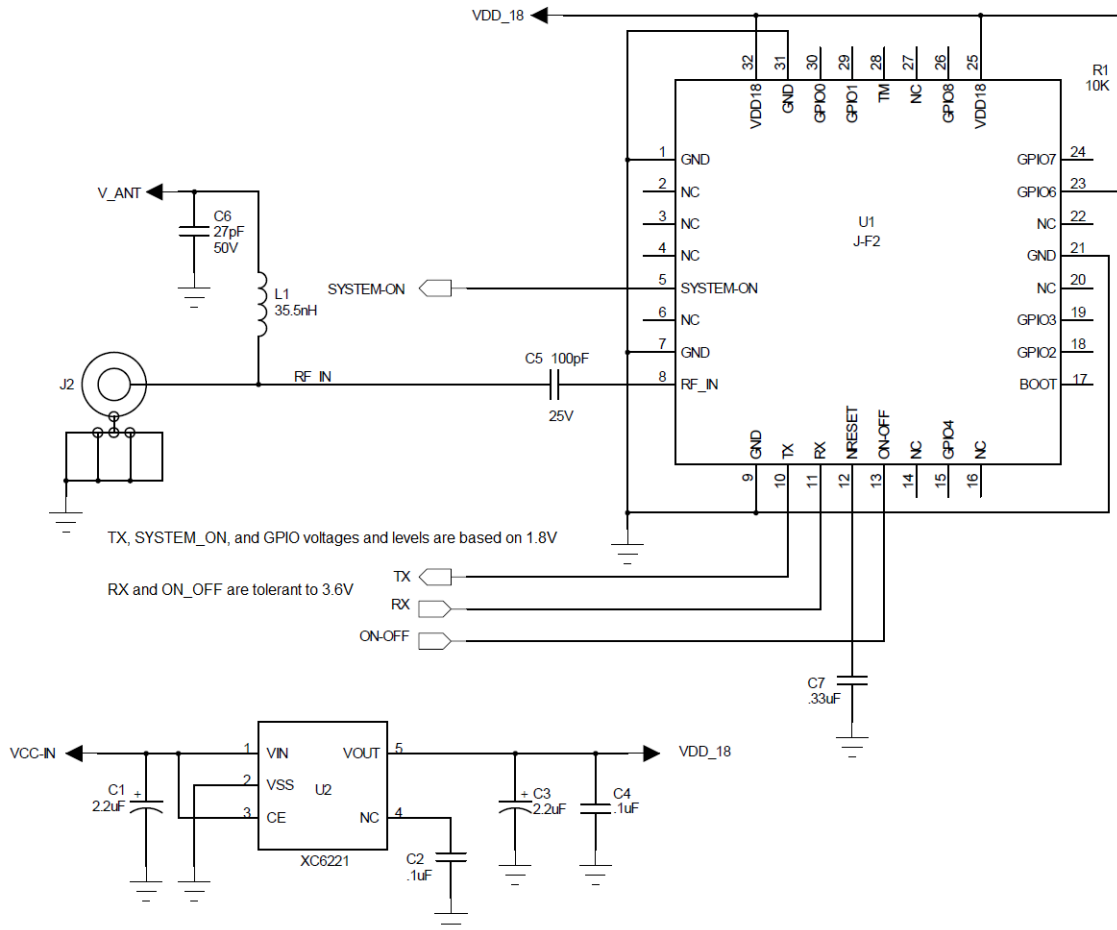 VDD_18
32
31
30
29
28
27
26
25
VDD18
GND
GPIO0
GPIO1
TM
NC
GPIO8
VDD18
R1
10K
1
GND
2
NC
3
NC
4
NC
5
SYSTEM-ON
6
NC
7
GND
8
RF_IN
U1
J-F2
GPIO7
24
GPIO6
23
NC
22
GND
21
NC
20
GPIO3
19
GPIO2
18
BOOT
17
GND
TX
RX
NRESET
ON-OFF
NC
GPIO4
NC
9
10
11
12
13
14
15
16
V_ANT
C6
27pF
50V
L1
35.5nH
SYSTEM-ON
J2
RF_IN
C5 100pF
25V
TX, SYSTEM_ON, and GPIO voltages and levels are based on 1.8V
RX and ON_OFF are tolerant to 3.6V
TX
RX
ON-OFF
C7
.33uF
VCC-IN
C1
+
2.2uF
1
VIN
2
VSS
3
CE
U2
VOUT
5
NC
4
XC6221
C2
.1uF
+
C3
2.2uF
C4
.1uF
VDD_18